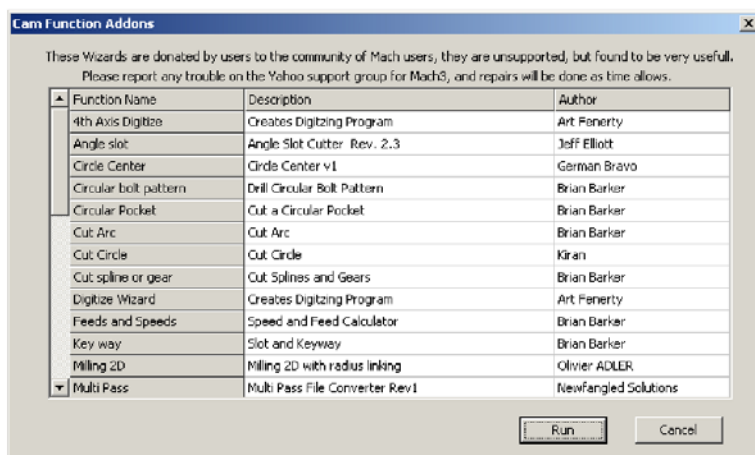 Cam Function Addons
These Wizards are donated by users to the community of Mach users, they are unsupported, but found to be very usefull.
Please report any trouble on the Yahoo support group for Mach3, and repairs will be done as time allows.
Function Name Description Author
4th Axis Digitize Creates Digitzing Program Art Fenerty
Angle slot Angle Slot Cutter Rev. 2.3 Jeff Elliott
Circle Center Circle Center v1 German Bravo
Circular bolt pattern Drill Circular Bolt Pattern Brian Barker
Circular Pocket Cut a Circular Pocket Brian Barker
Cut Arc Cut Arc Brian Barker
Cut Circle Cut Circle Kiran
Cut spline or gear Cut Splines and Gears Brian Barker
Digitize Wizard Creates Digitzing Program Art Fenerty
Feeds and Speeds Speed and Feed Calculator Brian Barker
Key way Slot and Keyway Brian Barker
Milling 2D Milling 2D with radius linking Olivier ADLER
Multi Pass Multi Pass File Converter Rev1 Newfangled Solutions
Run Cancel